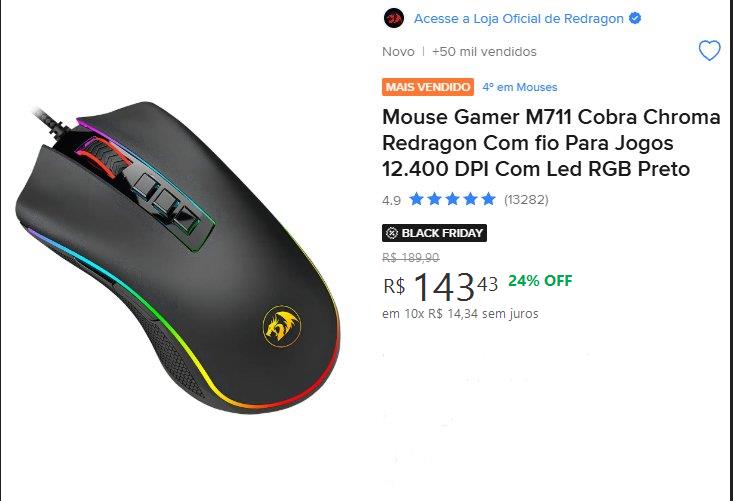 Acesse a Loja Oficial de Redragon
Novo | +50 mil vendidos
MAIS VENDIDO 4º em Mouses
Mouse Gamer M711 Cobra Chroma
Redragon Com fio Para Jogos
12.400 DPI Com Led RGB Preto
4.9 (13282)
BLACK FRIDAY
R$ 189,90
R$ 143 43 24% OFF
em 10x R$ 14,34 sem juros